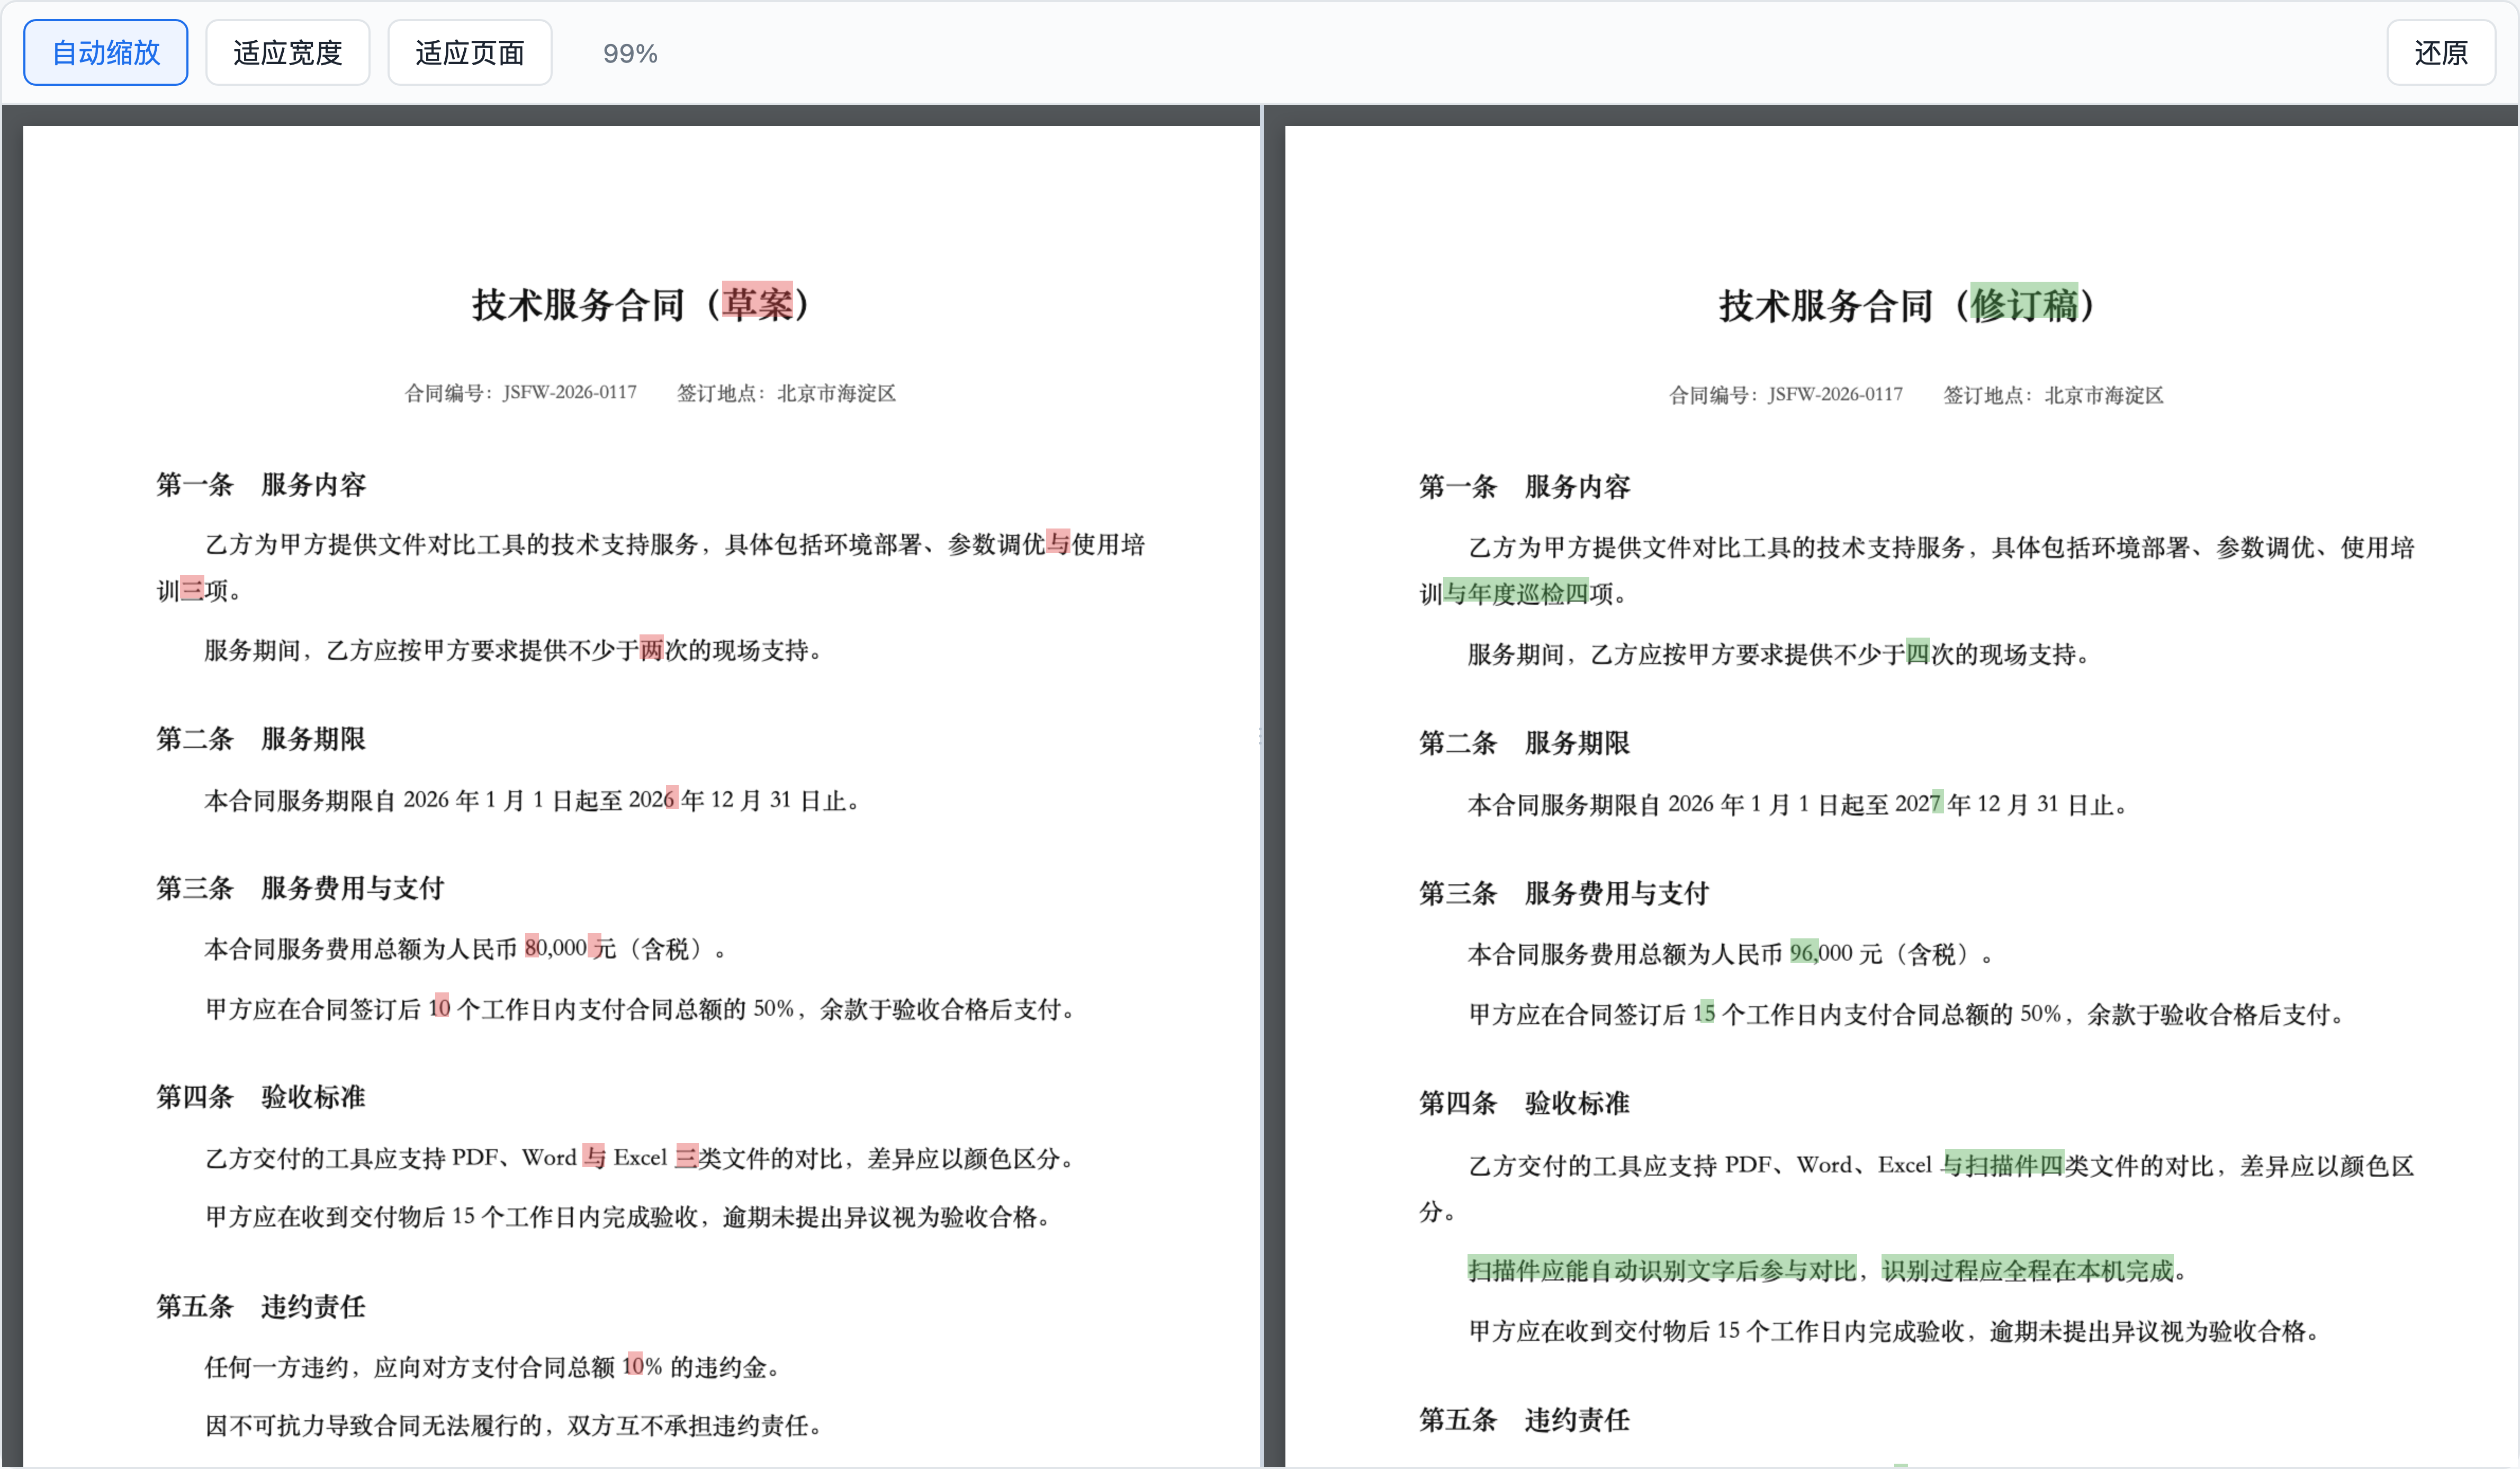 自动缩放 适应宽度 适应页面 99% 还原
技术服务合同（草案）
合同编号：JSFW-2026-0117 签订地点：北京市海淀区
第一条 服务内容
乙方为甲方提供文件对比工具的技术支持服务，具体包括环境部署、参数调优与使用培
训三项。
服务期间，乙方应按甲方要求提供不少于两次的现场支持。
第二条 服务期限
本合同服务期限自 2026 年 1 月 1 日起至 2026 年 12 月 31 日止。
第三条 服务费用与支付
本合同服务费用总额为人民币 80,000 元（含税）。
甲方应在合同签订后 10 个工作日内支付合同总额的 50%，余款于验收合格后支付。
第四条 验收标准
乙方交付的工具应支持 PDF、Word 与 Excel 三类文件的对比，差异应以颜色区分。
甲方应在收到交付物后 15 个工作日内完成验收，逾期未提出异议视为验收合格。
第五条 违约责任
任何一方违约，应向对方支付合同总额 10% 的违约金。
因不可抗力导致合同无法履行的，双方互不承担违约责任。
技术服务合同（修订稿）
合同编号：JSFW-2026-0117 签订地点：北京市海淀区
第一条 服务内容
乙方为甲方提供文件对比工具的技术支持服务，具体包括环境部署、参数调优、使用培
训与年度巡检四项。
服务期间，乙方应按甲方要求提供不少于四次的现场支持。
第二条 服务期限
本合同服务期限自 2026 年 1 月 1 日起至 2027 年 12 月 31 日止。
第三条 服务费用与支付
本合同服务费用总额为人民币 96,000 元（含税）。
甲方应在合同签订后 15 个工作日内支付合同总额的 50%，余款于验收合格后支付。
第四条 验收标准
乙方交付的工具应支持 PDF、Word、Excel 与扫描件四类文件的对比，差异应以颜色区
分。
扫描件应能自动识别文字后参与对比，识别过程应全程在本机完成。
甲方应在收到交付物后 15 个工作日内完成验收，逾期未提出异议视为验收合格。
第五条 违约责任